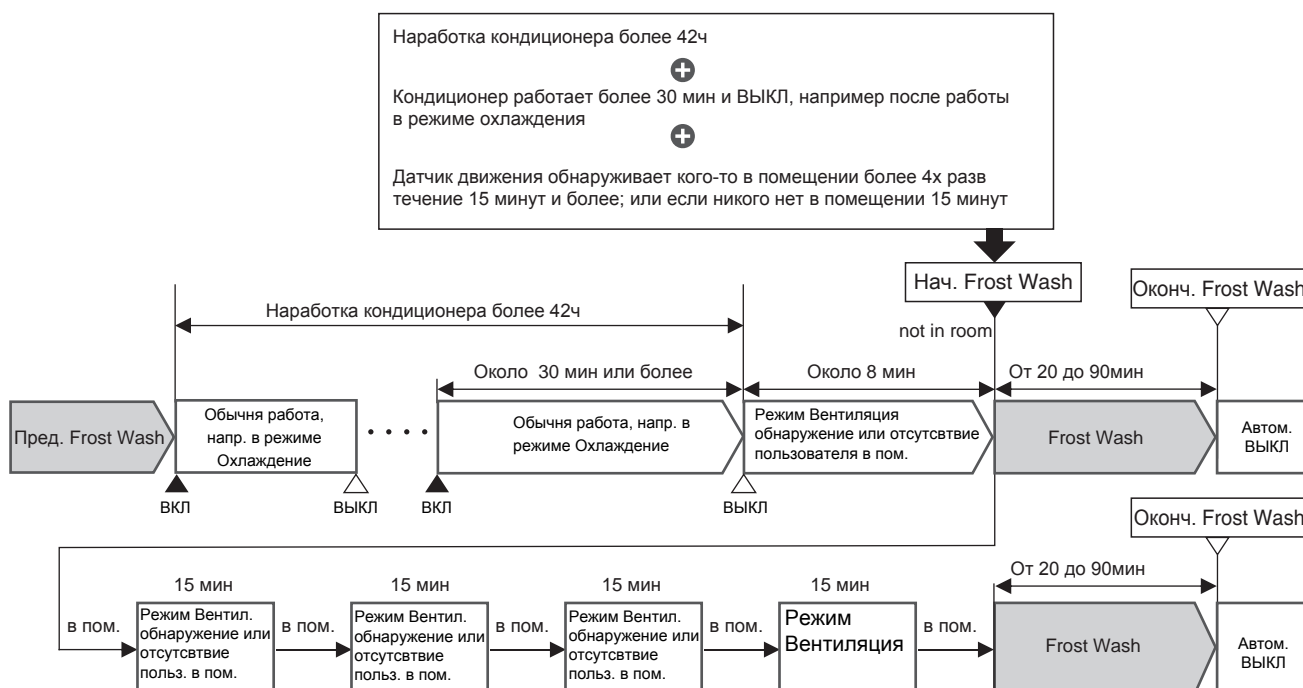 Наработка кондиционера более 42ч
Кондиционер работает более 30 мин и ВЫКЛ, например после работы
в режиме охлаждения
Датчик движения обнаруживает кого-то в помещении более 4х разв
течение 15 минут и более; или если никого нет в помещении 15 минут
Нач. Frost Wash
Оконч. Frost Wash
Наработка кондиционера более 42ч
not in room
Около 30 мин или более
Около 8 мин
От 20 до 90мин
Пред. Frost Wash
Обычня работа,
напр. в режиме
Охлаждение
Обычня работа, напр. в
режиме Охлаждение
Режим Вентиляция
обнаружение или отсутсвтвие
пользователя в пом.
Frost Wash
Автом.
ВЫКЛ
ВКЛ
ВЫКЛ
ВКЛ
ВЫКЛ
Оконч. Frost Wash
15 мин
15 мин
15 мин
15 мин
От 20 до 90мин
в пом.
Режим Вентил.
обнаружение или
отсутсвтвие
польз. в пом.
в пом.
Режим Вентил.
обнаружение или
отсутсвтвие
польз. в пом.
в пом.
Режим Вентил.
обнаружение или
отсутсвтвие
польз. в пом.
в пом.
Режим
Вентиляция
в пом.
Frost Wash
Автом.
ВЫКЛ